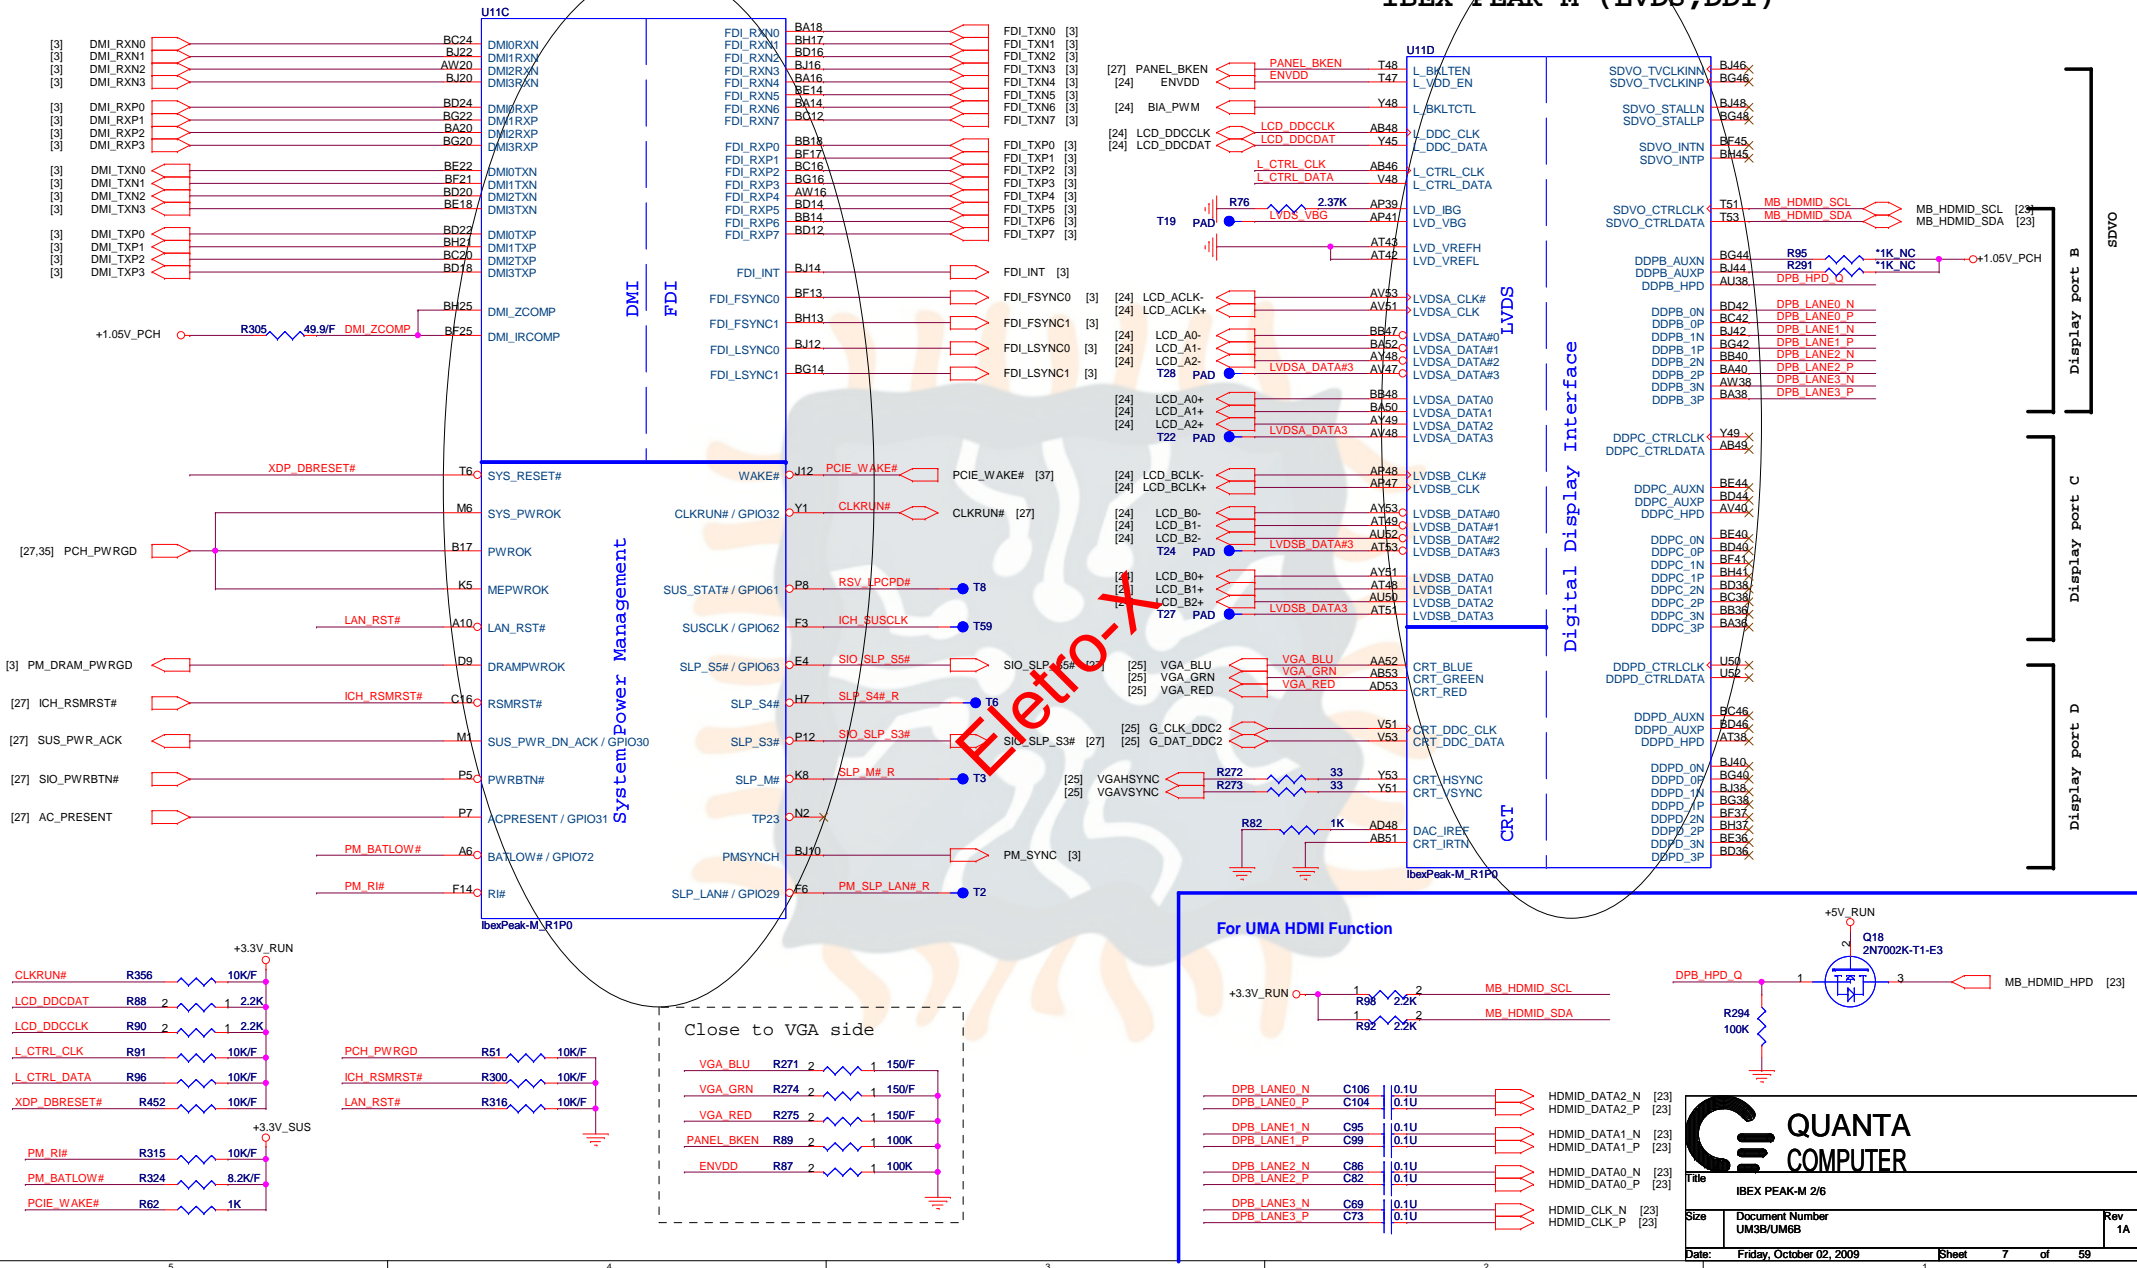 IBEX PEAK-M (LVDS,DDI)
U11C
[3] DMI_RXN0 BC24 DMI0RXN
[3] DMI_RXN1 BJ22 DMI1RXN
[3] DMI_RXN2 AW20 DMI2RXN
[3] DMI_RXN3 BJ20 DMI3RXN
[3] DMI_RXP0 BD24 DMI0RXP
[3] DMI_RXP1 BG22 DMI1RXP
[3] DMI_RXP2 BA20 DMI2RXP
[3] DMI_RXP3 BG20 DMI3RXP
[3] DMI_TXN0 BE22 DMI0TXN
[3] DMI_TXN1 BF21 DMI1TXN
[3] DMI_TXN2 BD20 DMI2TXN
[3] DMI_TXN3 BE18 DMI3TXN
[3] DMI_TXP0 BD22 DMI0TXP
[3] DMI_TXP1 BH21 DMI1TXP
[3] DMI_TXP2 BC20 DMI2TXP
[3] DMI_TXP3 BD18 DMI3TXP
BH25 DMI_ZCOMP
+1.05V_PCH R305 49.9/F DMI_ZCOMP BF25 DMI_IRCOMP
DMI
FDI
FDI_RXN0 BA18 FDI_TXN0 [3]
FDI_RXN1 BH17 FDI_TXN1 [3]
FDI_RXN2 BD16 FDI_TXN2 [3]
FDI_RXN3 BJ16 FDI_TXN3 [3]
FDI_RXN4 BA16 FDI_TXN4 [3]
FDI_RXN5 BE14 FDI_TXN5 [3]
FDI_RXN6 BA14 FDI_TXN6 [3]
FDI_RXN7 BC12 FDI_TXN7 [3]
FDI_RXP0 BB18 FDI_TXP0 [3]
FDI_RXP1 BF17 FDI_TXP1 [3]
FDI_RXP2 BC16 FDI_TXP2 [3]
FDI_RXP3 BG16 FDI_TXP3 [3]
FDI_RXP4 AW16 FDI_TXP4 [3]
FDI_RXP5 BD14 FDI_TXP5 [3]
FDI_RXP6 BB14 FDI_TXP6 [3]
FDI_RXP7 BD12 FDI_TXP7 [3]
FDI_INT BJ14 FDI_INT [3]
FDI_FSYNC0 BF13 FDI_FSYNC0 [3]
FDI_FSYNC1 BH13 FDI_FSYNC1 [3]
FDI_LSYNC0 BJ12 FDI_LSYNC0 [3]
FDI_LSYNC1 BG14 FDI_LSYNC1 [3]
XDP_DBRESET# T6 SYS_RESET#
M6 SYS_PWROK
[27,35] PCH_PWRGD B17 PWROK
K5 MEPWROK
LAN_RST# A10 LAN_RST#
[3] PM_DRAM_PWRGD D9 DRAMPWROK
[27] ICH_RSMRST# ICH_RSMRST# C16 RSMRST#
[27] SUS_PWR_ACK M1 SUS_PWR_DN_ACK / GPIO30
[27] SIO_PWRBTN# P5 PWRBTN#
[27] AC_PRESENT P7 ACPRESENT / GPIO31
PM_BATLOW# A6 BATLOW# / GPIO72
PM_RI# F14 RI#
System Power Management
WAKE# J12 PCIE_WAKE# PCIE_WAKE# [37]
CLKRUN# / GPIO32 Y1 CLKRUN# CLKRUN# [27]
SUS_STAT# / GPIO61 P8 RSV_LPCPD# T8
SUSCLK / GPIO62 F3 ICH_SUSCLK T59
SLP_S5# / GPIO63 E4 SIO_SLP_S5# SIO_SLP_S5# [27]
SLP_S4# H7 SLP_S4#_R T6
SLP_S3# P12 SIO_SLP_S3# SIO_SLP_S3# [27]
SLP_M# K8 SLP_M#_R T3
TP23 N2
PMSYNCH BJ10 PM_SYNC [3]
SLP_LAN# / GPIO29 F6 PM_SLP_LAN#_R T2
IbexPeak-M_R1P0
Eletro-X
U11D
[27] PANEL_BKEN PANEL_BKEN T48 L_BKLTEN
[24] ENVDD ENVDD T47 L_VDD_EN
[24] BIA_PWM Y48 L_BKLTCTL
[24] LCD_DDCCLK LCD_DDCCLK AB48 L_DDC_CLK
[24] LCD_DDCDAT LCD_DDCDAT Y45 L_DDC_DATA
L_CTRL_CLK AB46 L_CTRL_CLK
L_CTRL_DATA V48 L_CTRL_DATA
R76 2.37K AP39 LVD_IBG
T19 PAD LVDS_VBG AP41 LVD_VBG
AT43 LVD_VREFH
AT42 LVD_VREFL
[24] LCD_ACLK- AV53 LVDSA_CLK#
[24] LCD_ACLK+ AV51 LVDSA_CLK
[24] LCD_A0- BB47 LVDSA_DATA#0
[24] LCD_A1- BA52 LVDSA_DATA#1
[24] LCD_A2- AY48 LVDSA_DATA#2
T28 PAD LVDSA_DATA#3 AV47 LVDSA_DATA#3
[24] LCD_A0+ BB48 LVDSA_DATA0
[24] LCD_A1+ BA50 LVDSA_DATA1
[24] LCD_A2+ AY49 LVDSA_DATA2
T22 PAD LVDSA_DATA3 AV48 LVDSA_DATA3
[24] LCD_BCLK- AP48 LVDSB_CLK#
[24] LCD_BCLK+ AP47 LVDSB_CLK
[24] LCD_B0- AY53 LVDSB_DATA#0
[24] LCD_B1- AT49 LVDSB_DATA#1
[24] LCD_B2- AU52 LVDSB_DATA#2
T24 PAD LVDSB_DATA#3 AT53 LVDSB_DATA#3
LCD_B0+ AY51 LVDSB_DATA0
LCD_B1+ AT48 LVDSB_DATA1
LCD_B2+ AU50 LVDSB_DATA2
T27 PAD LVDSB_DATA3 AT51 LVDSB_DATA3
[25] VGA_BLU VGA_BLU AA52 CRT_BLUE
[25] VGA_GRN VGA_GRN AB53 CRT_GREEN
[25] VGA_RED VGA_RED AD53 CRT_RED
[25] G_CLK_DDC2 V51 CRT_DDC_CLK
[25] G_DAT_DDC2 V53 CRT_DDC_DATA
[25] VGAHSYNC R272 33 Y53 CRT_HSYNC
[25] VGAVSYNC R273 33 Y51 CRT_VSYNC
R82 1K AD48 DAC_IREF
AB51 CRT_IRTN
LVDS
Digital Display Interface
CRT
SDVO_TVCLKINN BJ46
SDVO_TVCLKINP BG46
SDVO_STALLN BJ48
SDVO_STALLP BG48
SDVO_INTN BF45
SDVO_INTP BH45
SDVO_CTRLCLK T51 MB_HDMID_SCL MB_HDMID_SCL [23]
SDVO_CTRLDATA T53 MB_HDMID_SDA MB_HDMID_SDA [23]
DDPB_AUXN BG44 R95 *1K_NC +1.05V_PCH
DDPB_AUXP BJ44 R291 *1K_NC
DDPB_HPD AU38 DPB_HPD_Q
DDPB_0N BD42 DPB_LANE0_N
DDPB_0P BC42 DPB_LANE0_P
DDPB_1N BJ42 DPB_LANE1_N
DDPB_1P BG42 DPB_LANE1_P
DDPB_2N BB40 DPB_LANE2_N
DDPB_2P BA40 DPB_LANE2_P
DDPB_3N AW38 DPB_LANE3_N
DDPB_3P BA38 DPB_LANE3_P
DDPC_CTRLCLK Y49
DDPC_CTRLDATA AB49
DDPC_AUXN BE44
DDPC_AUXP BD44
DDPC_HPD AV40
DDPC_0N BE40
DDPC_0P BD40
DDPC_1N BF41
DDPC_1P BH41
DDPC_2N BD38
DDPC_2P BC38
DDPC_3N BB36
DDPC_3P BA36
DDPD_CTRLCLK U50
DDPD_CTRLDATA U52
DDPD_AUXN BC46
DDPD_AUXP BD46
DDPD_HPD AT38
DDPD_0N BJ40
DDPD_0P BG40
DDPD_1N BJ38
DDPD_1P BG38
DDPD_2N BF37
DDPD_2P BH37
DDPD_3N BE36
DDPD_3P BD36
IbexPeak-M_R1P0
SDVO
Display port B
Display port C
Display port D
+3.3V_RUN
CLKRUN# R356 10K/F
LCD_DDCDAT R88 2 1 2.2K
LCD_DDCCLK R90 2 1 2.2K
L_CTRL_CLK R91 10K/F
L_CTRL_DATA R96 10K/F
XDP_DBRESET# R452 10K/F
+3.3V_SUS
PM_RI# R315 10K/F
PM_BATLOW# R324 8.2K/F
PCIE_WAKE# R62 1K
PCH_PWRGD R51 10K/F
ICH_RSMRST# R300 10K/F
LAN_RST# R316 10K/F
Close to VGA side
VGA_BLU R271 2 1 150/F
VGA_GRN R274 2 1 150/F
VGA_RED R275 2 1 150/F
PANEL_BKEN R89 2 1 100K
ENVDD R87 2 1 100K
For UMA HDMI Function
+3.3V_RUN 1 R98 2.2K 2 MB_HDMID_SCL
1 R92 2.2K 2 MB_HDMID_SDA
+5V_RUN
Q18
2N7002K-T1-E3
DPB_HPD_Q 1 2 3 MB_HDMID_HPD [23]
R294
100K
DPB_LANE0_N C106 0.1U HDMID_DATA2_N [23]
DPB_LANE0_P C104 0.1U HDMID_DATA2_P [23]
DPB_LANE1_N C95 0.1U HDMID_DATA1_N [23]
DPB_LANE1_P C99 0.1U HDMID_DATA1_P [23]
DPB_LANE2_N C86 0.1U HDMID_DATA0_N [23]
DPB_LANE2_P C82 0.1U HDMID_DATA0_P [23]
DPB_LANE3_N C69 0.1U HDMID_CLK_N [23]
DPB_LANE3_P C73 0.1U HDMID_CLK_P [23]
QUANTA
COMPUTER
Title
IBEX PEAK-M 2/6
Size Document Number Rev
UM3B/UM6B 1A
Date: Friday, October 02, 2009 Sheet 7 of 59
5 4 3 2 1